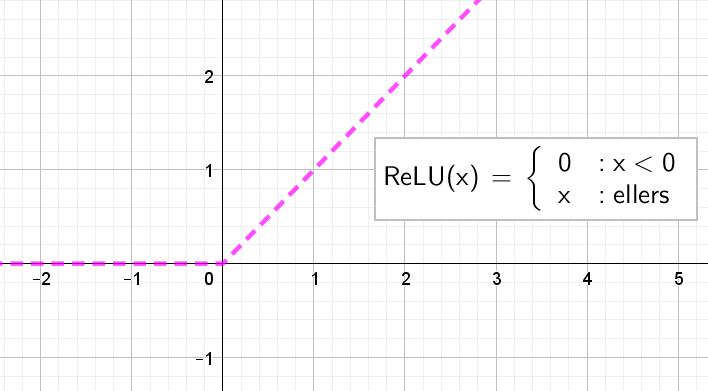 2
1
ReLU(x) = { 0 : x < 0
x : ellers
−2 −1 0 1 2 3 4 5
−1